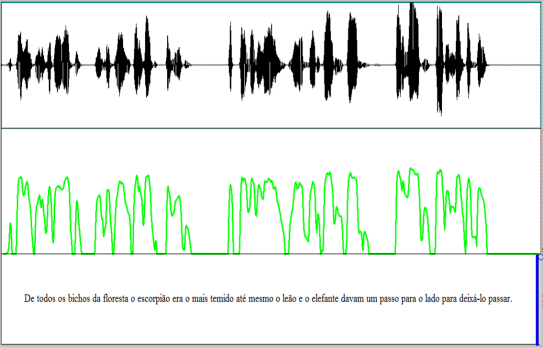 De todos os bichos da floresta o escorpião era o mais temido até mesmo o leão e o elefante davam um passo para o lado para deixá-lo passar.